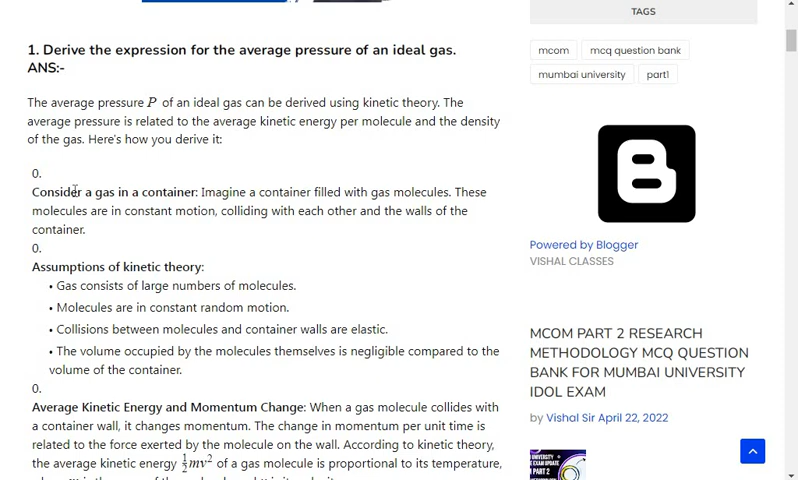 1. Derive the expression for the average pressure of an ideal gas.
ANS:-
The average pressure P of an ideal gas can be derived using kinetic theory. The
average pressure is related to the average kinetic energy per molecule and the density
of the gas. Here's how you derive it:
0.
Consider a gas in a container: Imagine a container filled with gas molecules. These
molecules are in constant motion, colliding with each other and the walls of the
container.
0.
Assumptions of kinetic theory:
• Gas consists of large numbers of molecules.
• Molecules are in constant random motion.
• Collisions between molecules and container walls are elastic.
• The volume occupied by the molecules themselves is negligible compared to the
volume of the container.
0.
Average Kinetic Energy and Momentum Change: When a gas molecule collides with
a container wall, it changes momentum. The change in momentum per unit time is
related to the force exerted by the molecule on the wall. According to kinetic theory,
the average kinetic energy ½mv² of a gas molecule is proportional to its temperature,
TAGS
mcom
mcq question bank
mumbai university
part1
Powered by Blogger
VISHAL CLASSES
MCOM PART 2 RESEARCH
METHODOLOGY MCQ QUESTION
BANK FOR MUMBAI UNIVERSITY
IDOL EXAM
by Vishal Sir April 22, 2022
UNIVERSITY
EXAM UPDATE
PART 2